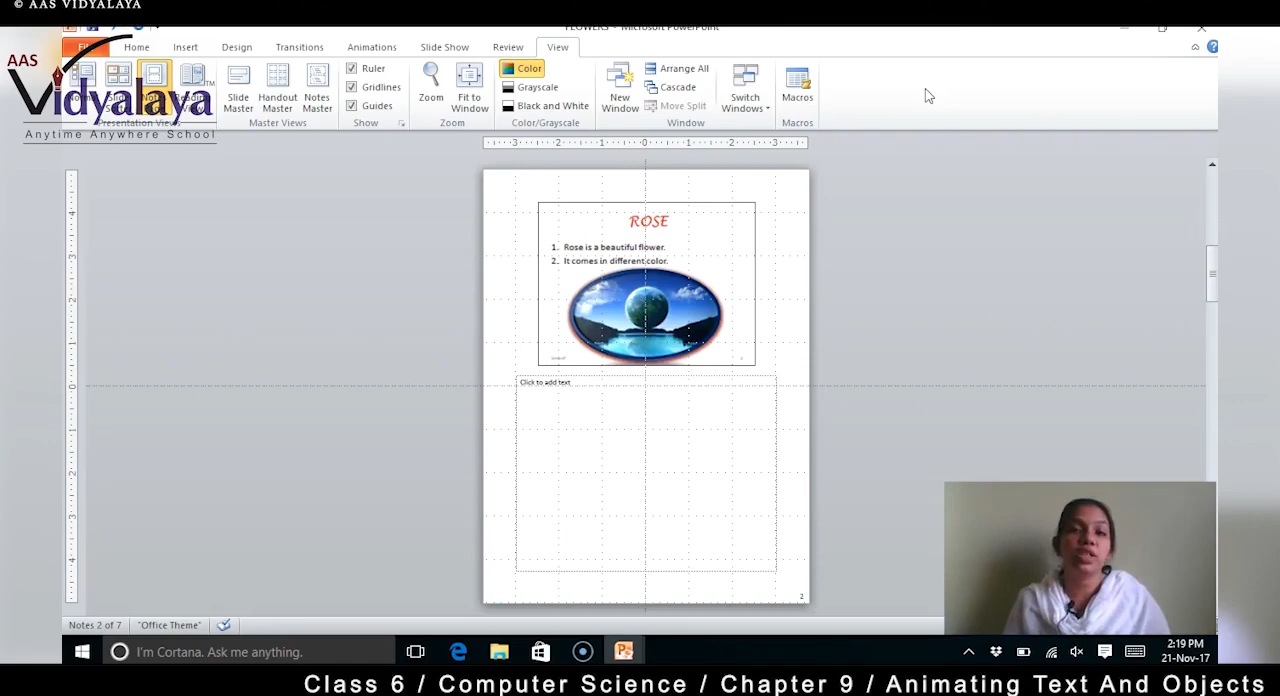 © AAS VIDYALAYA
FLOWERS - Microsoft PowerPoint
AAS
Vidyalaya
TM
Anytime Anywhere School
Home Insert Design Transitions Animations Slide Show Review View
Slide Master
Handout Master
Notes Master
Master Views
Ruler
Gridlines
Guides
Show
Zoom
Fit to Window
Zoom
Color
Grayscale
Black and White
Color/Grayscale
New Window
Arrange All
Cascade
Move Split
Switch Windows
Window
Macros
Macros
ROSE
1. Rose is a beautiful flower.
2. It comes in different color.
Click to add text
2
Notes 2 of 7 "Office Theme"
I'm Cortana. Ask me anything.
2:19 PM
21-Nov-17
Class 6 / Computer Science / Chapter 9 / Animating Text And Objects